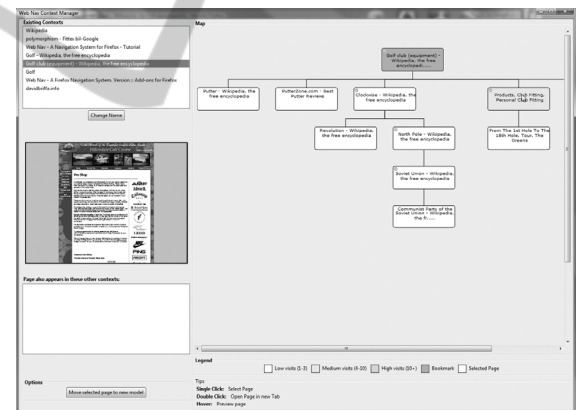 Web Nav Context Manager
Existing Contexts
Wikipedia
polymorphism - Fittex bil-Google
Web Nav - A Navigation System for Firefox - Tutorial
Golf - Wikipedia, the free encyclopedia
Golf club (equipment) - Wikipedia, the free encyclopedia
Golf
Web Nav - A Firefox Navigation System. Version :: Add-ons for Firefox
davidbriffa.info
Change Name
Pro Shop
PING
Page also appears in these other contexts:
Options
Move selected page to new model
Map
Golf club (equipment) -
Wikipedia, the free
encyclopedi.....
Putter - Wikipedia, the
free encyclopedia
PutterZone.com - Best
Putter Reviews
Clockwise - Wikipedia, the
free encyclopedia
Products, Club Fitting,
Personal Club Fitting
Revolution - Wikipedia,
the free encyclopedia
North Pole - Wikipedia,
the free encyclopedia
From The 1st Hole To The
18th Hole. Tour, The
Greens
Soviet Union - Wikipedia,
the free encyclopedia
Communist Party of the
Soviet Union - Wikipedia,
the fr.....
Legend
Low visits (1-3)
Medium visits (4-10)
High visits (10+)
Bookmark
Selected Page
Tips
Single Click: Select Page
Double Click: Open Page in new Tab
Hover: Preview page